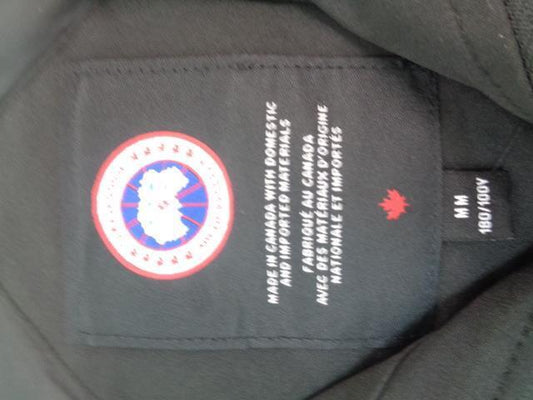 MADE IN CANADA WITH DOMESTIC
AND IMPORTED MATERIALS
FABRIQUÉ AU CANADA
AVEC DES MATÉRIAUX D'ORIGINE
NATIONALE ET IMPORTÉS
M M
180/100Y